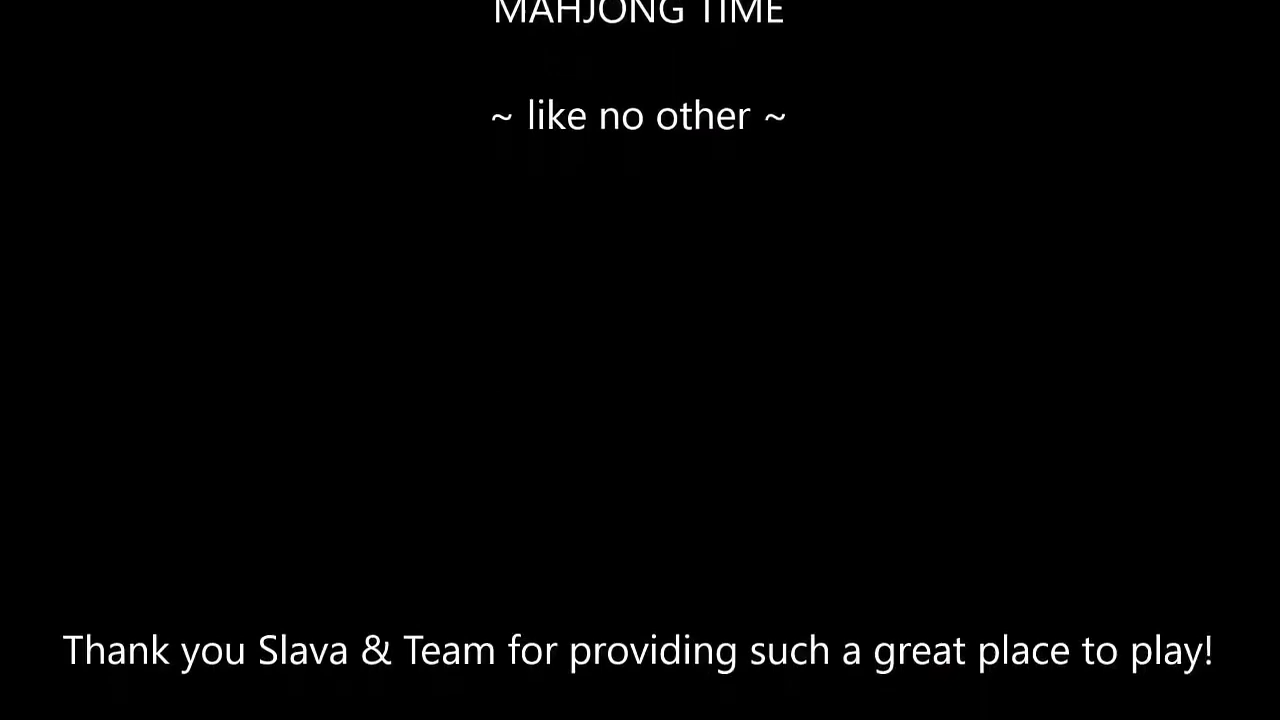 MAHJONG TIME
~ like no other ~
Thank you Slava & Team for providing such a great place to play!